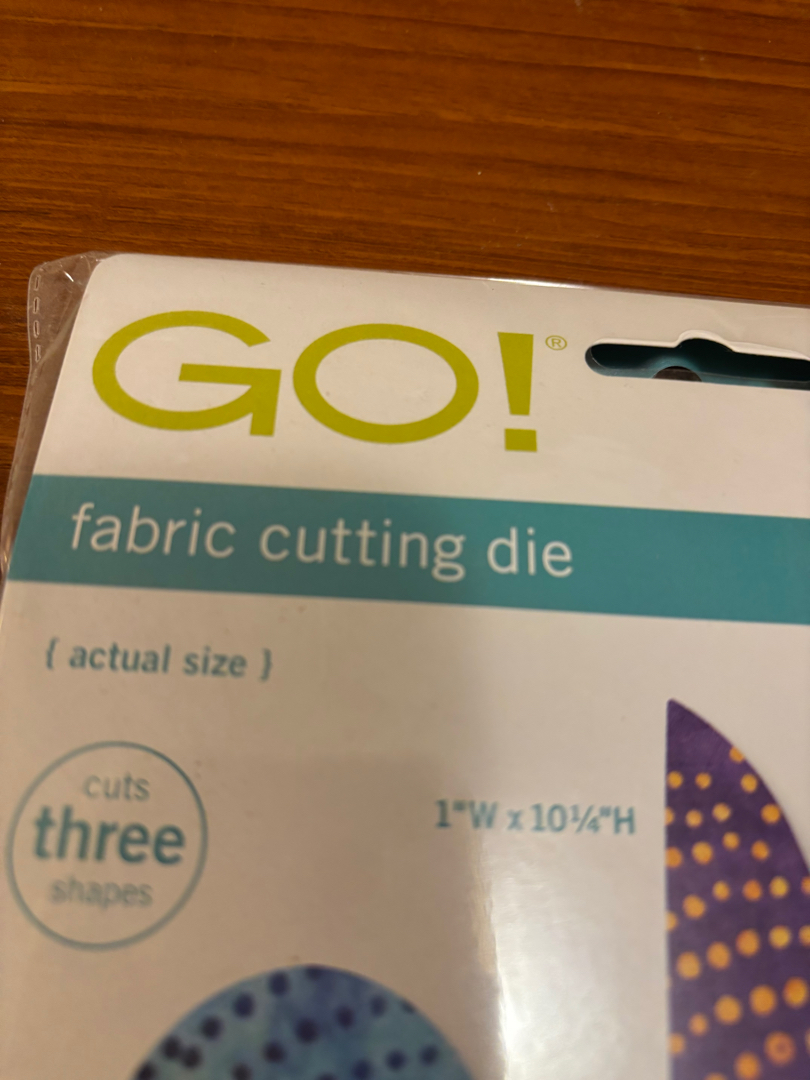 GO!®
fabric cutting die
{ actual size }
cuts
three
shapes
1"W x 10¼"H